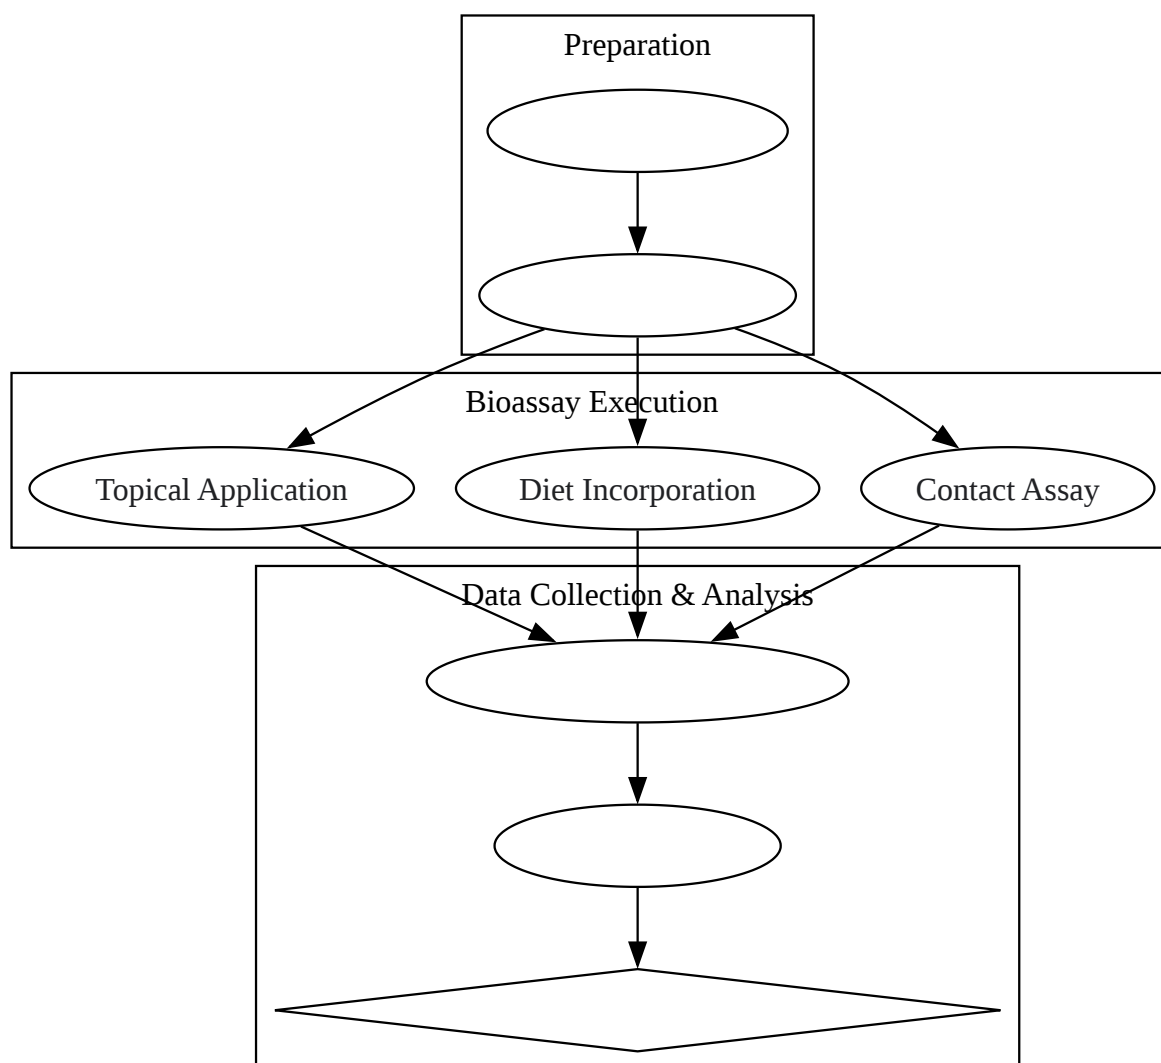 Preparation
Bioassay Execution
Topical Application
Diet Incorporation
Contact Assay
Data Collection & Analysis